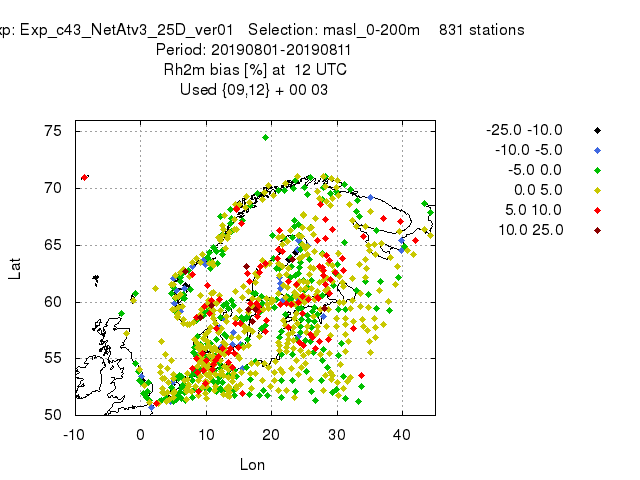 xp: Exp_c43_NetAtv3_25D_ver01 Selection: masl_0-200m 831 stations
Period: 20190801-20190811
Rh2m bias [%] at 12 UTC
Used {09,12} + 00 03
75
70
65
60
55
50
Lat
-10 0 10 20 30 40
Lon
-25.0 -10.0
-10.0 -5.0
-5.0 0.0
0.0 5.0
5.0 10.0
10.0 25.0